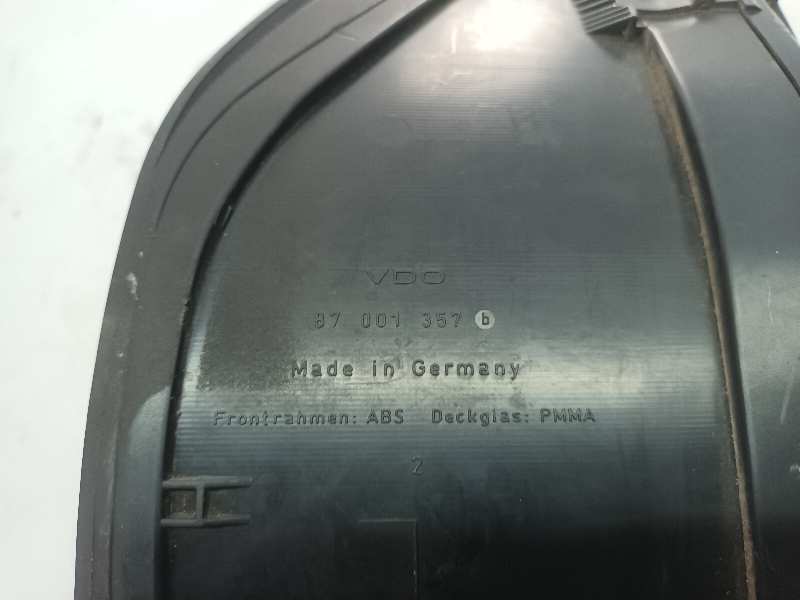 VDO
87 001 357 b
Made in Germany
Frontrahmen: ABS Deckglas: PMMA
2